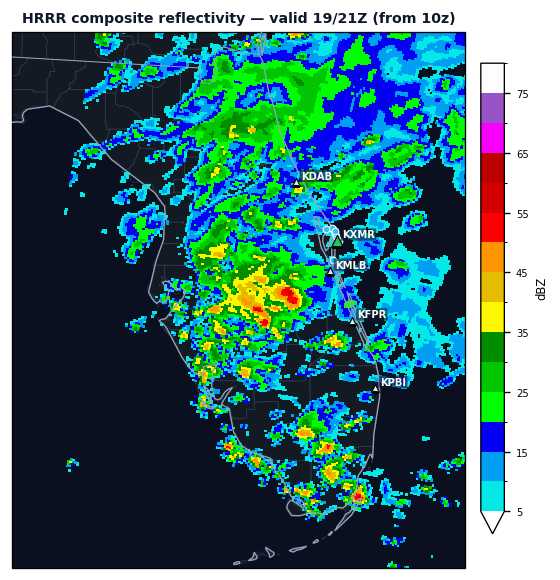 HRRR composite reflectivity — valid 19/21Z (from 10z)
KDAB
KXMR
KMLB
KFPR
KPBI
75
65
55
45
35
25
15
5
dBZ